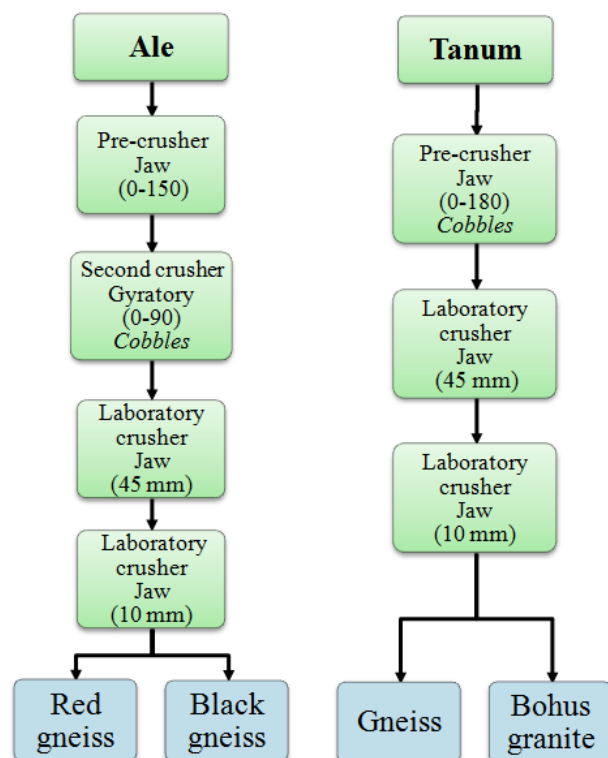 Ale
Pre-crusher
Jaw
(0-150)
Second crusher
Gyratory
(0-90)
Cobbles
Laboratory
crusher
Jaw
(45 mm)
Laboratory
crusher
Jaw
(10 mm)
Red
gneiss
Black
gneiss
Tanum
Pre-crusher
Jaw
(0-180)
Cobbles
Laboratory
crusher
Jaw
(45 mm)
Laboratory
crusher
Jaw
(10 mm)
Gneiss
Bohus
granite